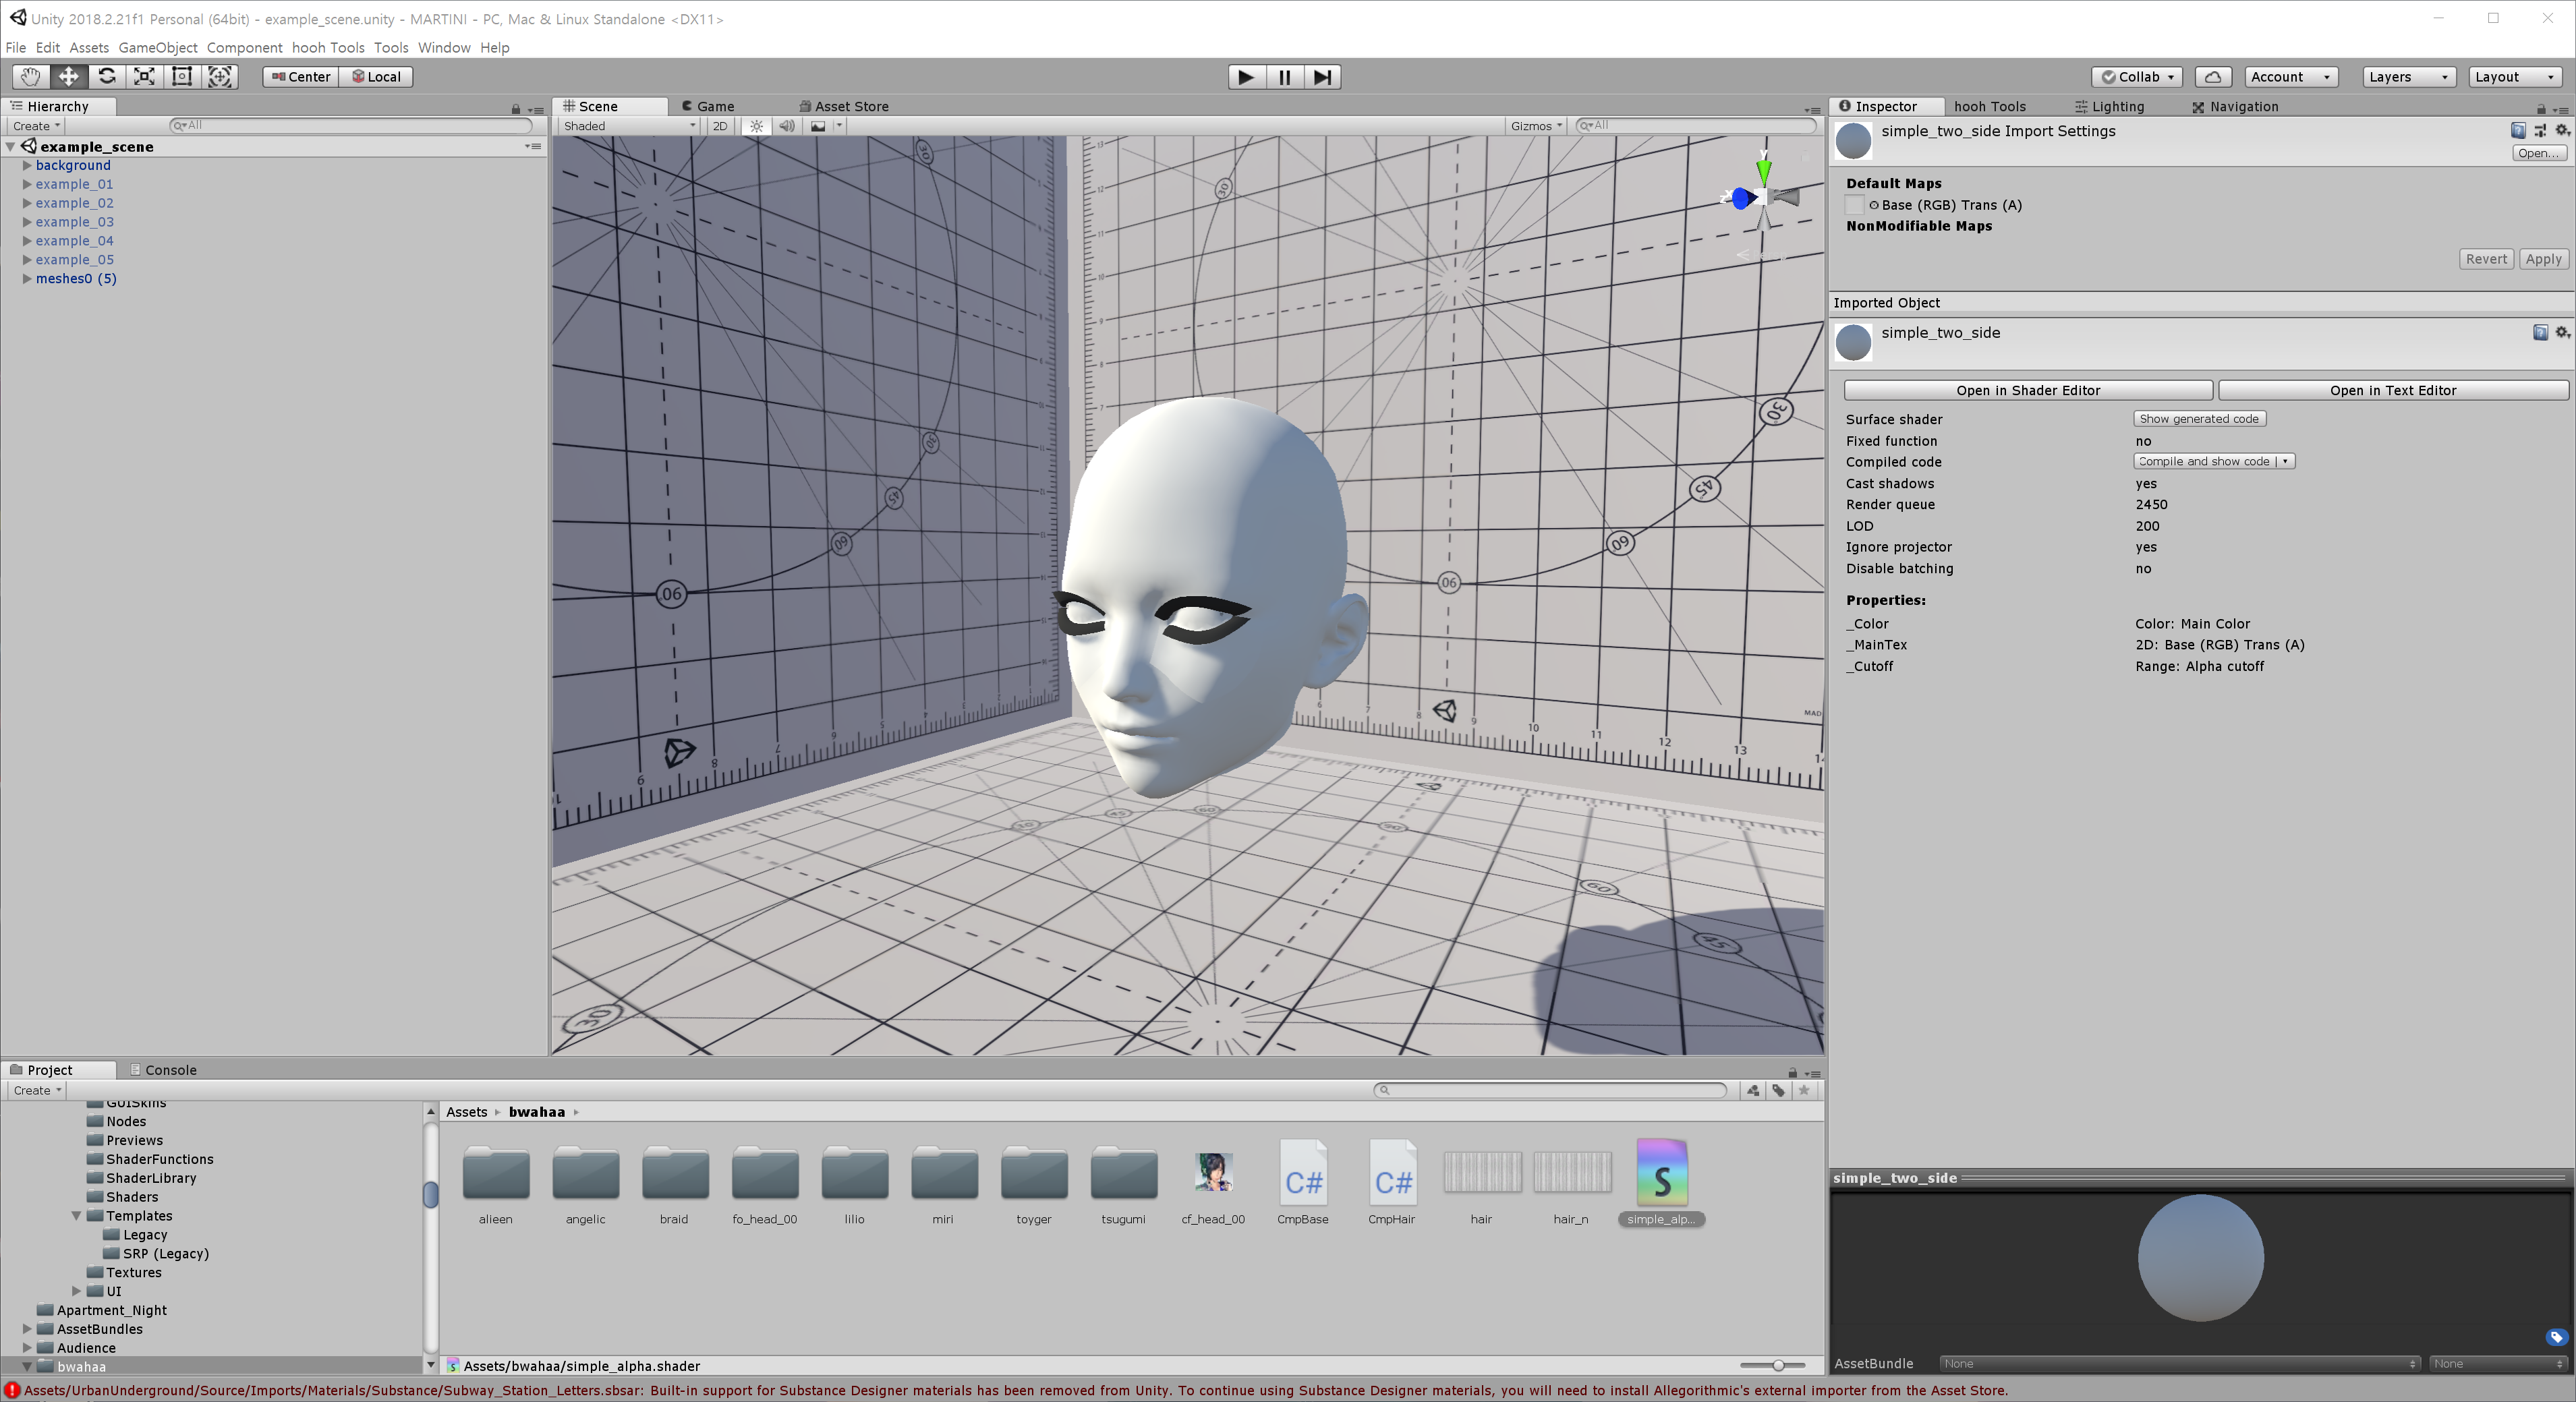 Unity 2018.2.21f1 Personal (64bit) - example_scene.unity - MARTINI - PC, Mac & Linux Standalone <DX11>
File Edit Assets GameObject Component hooh Tools Tools Window Help
Center Local
Collab Account Layers Layout
Hierarchy
Create All
example_scene
background
example_01
example_02
example_03
example_04
example_05
meshes0 (5)
Scene Game Asset Store
Shaded 2D Gizmos All
Inspector hooh Tools Lighting Navigation
simple_two_side Import Settings
Open...
Default Maps
Base (RGB) Trans (A)
NonModifiable Maps
Revert Apply
Imported Object
simple_two_side
Open in Shader Editor Open in Text Editor
Surface shader Show generated code
Fixed function no
Compiled code Compile and show code
Cast shadows yes
Render queue 2450
LOD 200
Ignore projector yes
Disable batching no
Properties:
_Color Color: Main Color
_MainTex 2D: Base (RGB) Trans (A)
_Cutoff Range: Alpha cutoff
Project Console
Create
GUISkins
Nodes
Previews
ShaderFunctions
ShaderLibrary
Shaders
Templates
Legacy
SRP (Legacy)
Textures
UI
Apartment_Night
AssetBundles
Audience
bwahaa
Assets bwahaa
alieen angelic braid fo_head_00 lilio miri toyger tsugumi cf_head_00 CmpBase CmpHair hair hair_n simple_alp...
Assets/bwahaa/simple_alpha.shader
simple_two_side
AssetBundle None None
Assets/UrbanUnderground/Source/Imports/Materials/Substance/Subway_Station_Letters.sbsar: Built-in support for Substance Designer materials has been removed from Unity. To continue using Substance Designer materials, you will need to install Allegorithmic's external importer from the Asset Store.